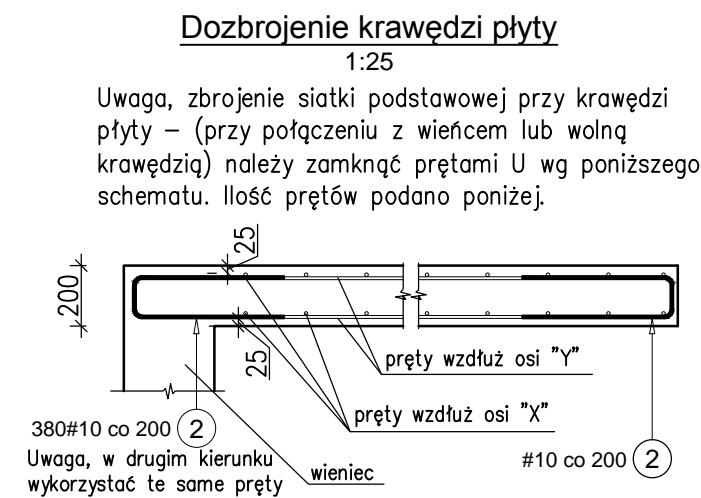 Dozbrojenie krawędzi płyty
1:25
Uwaga, zbrojenie siatki podstawowej przy krawędzi
płyty – (przy połączeniu z wieńcem lub wolną
krawędzią) należy zamknąć prętami U wg poniższego
schematu. Ilość prętów podano poniżej.
25
200
25
pręty wzdłuż osi "Y"
pręty wzdłuż osi "X"
380#10 co 200 2
#10 co 200 2
Uwaga, w drugim kierunku
wykorzystać te same pręty
wieniec